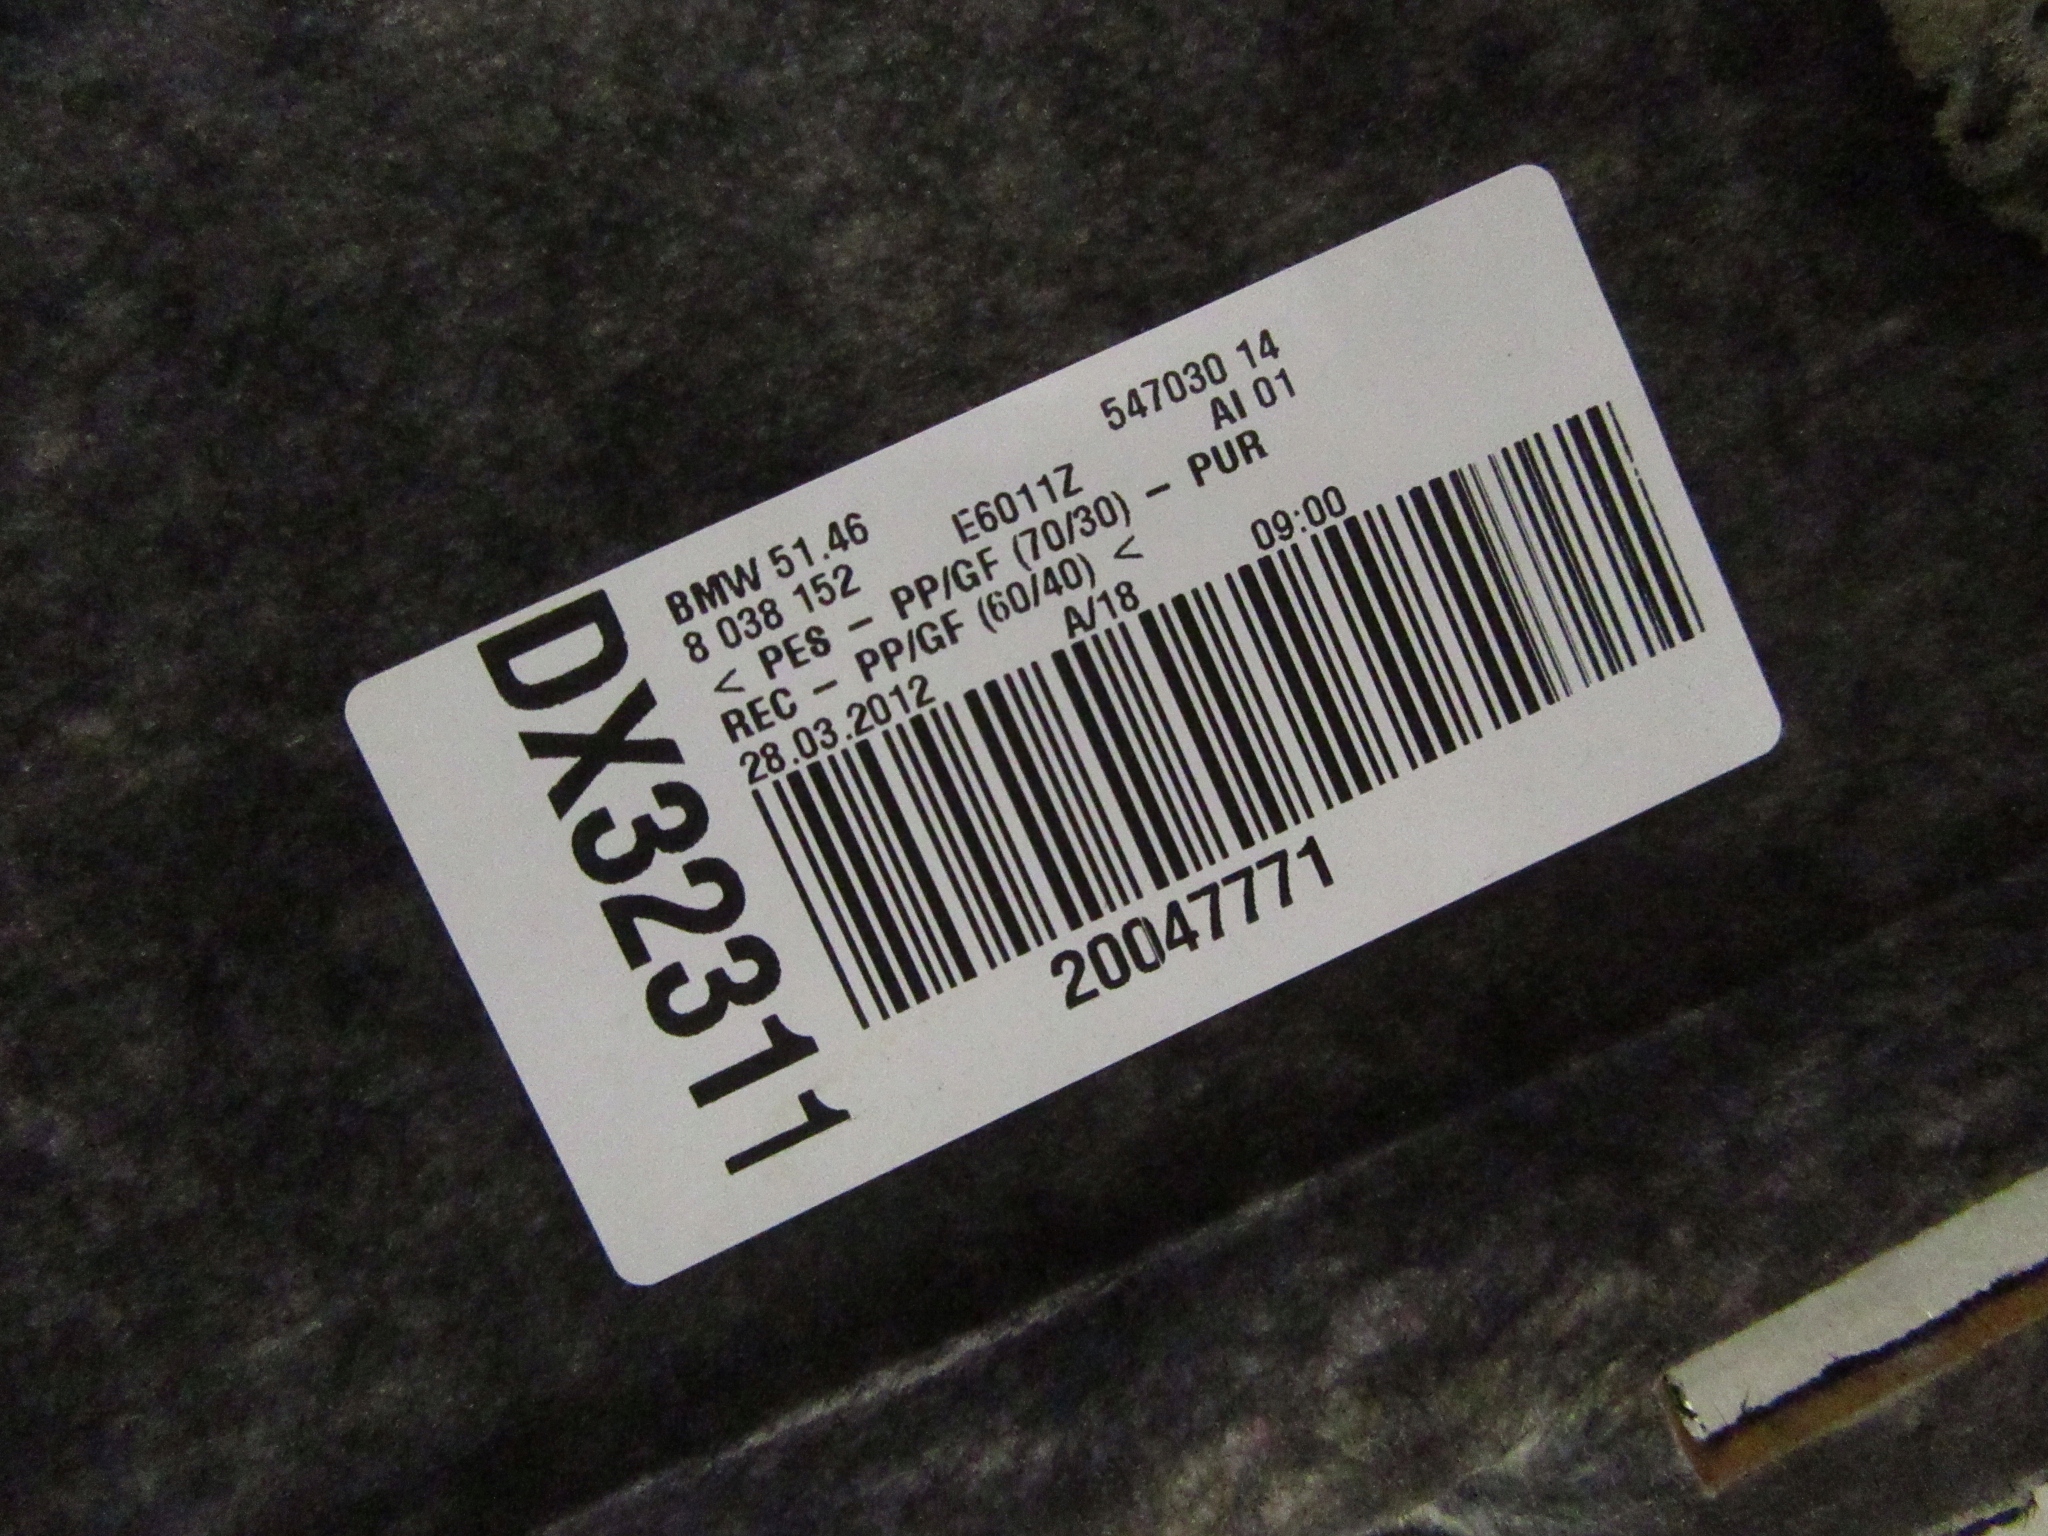 BMW 51.46 547030 14
8 038 152 E6011Z AI 01
< PES - PP/GF (70/30) - PUR
REC - PP/GF (60/40) <
28.03.2012 A/18 09:00
20047771
DX32311